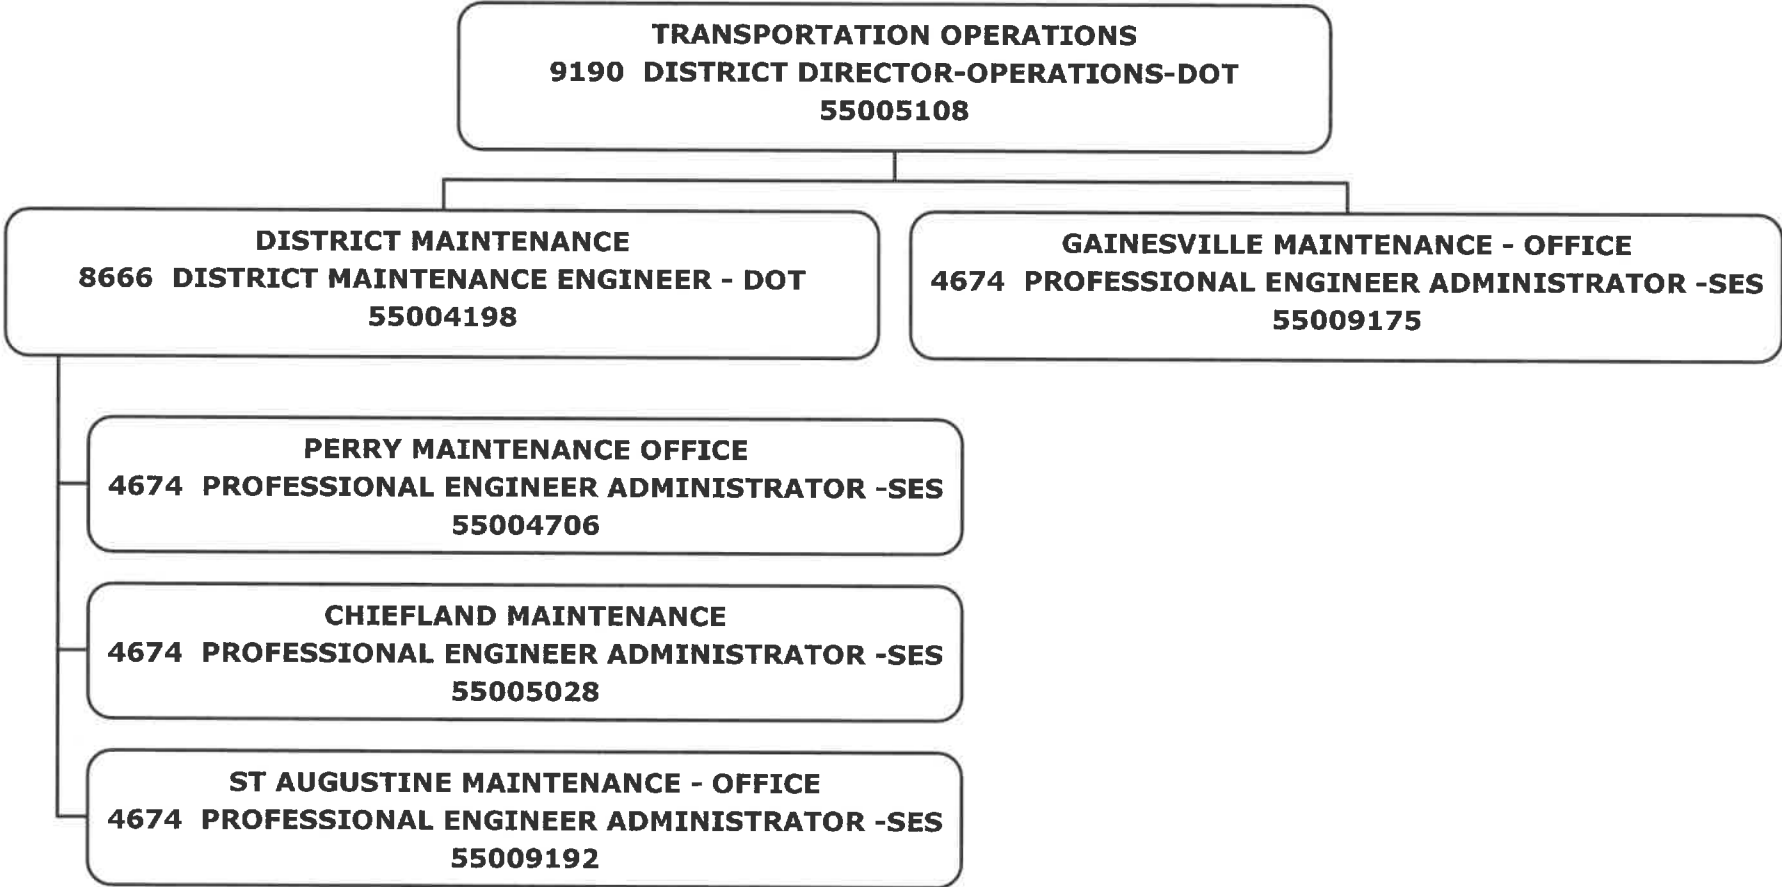 TRANSPORTATION OPERATIONS
9190 DISTRICT DIRECTOR-OPERATIONS-DOT
55005108
DISTRICT MAINTENANCE
8666 DISTRICT MAINTENANCE ENGINEER - DOT
55004198
GAINESVILLE MAINTENANCE - OFFICE
4674 PROFESSIONAL ENGINEER ADMINISTRATOR -SES
55009175
PERRY MAINTENANCE OFFICE
4674 PROFESSIONAL ENGINEER ADMINISTRATOR -SES
55004706
CHIEFLAND MAINTENANCE
4674 PROFESSIONAL ENGINEER ADMINISTRATOR -SES
55005028
ST AUGUSTINE MAINTENANCE - OFFICE
4674 PROFESSIONAL ENGINEER ADMINISTRATOR -SES
55009192